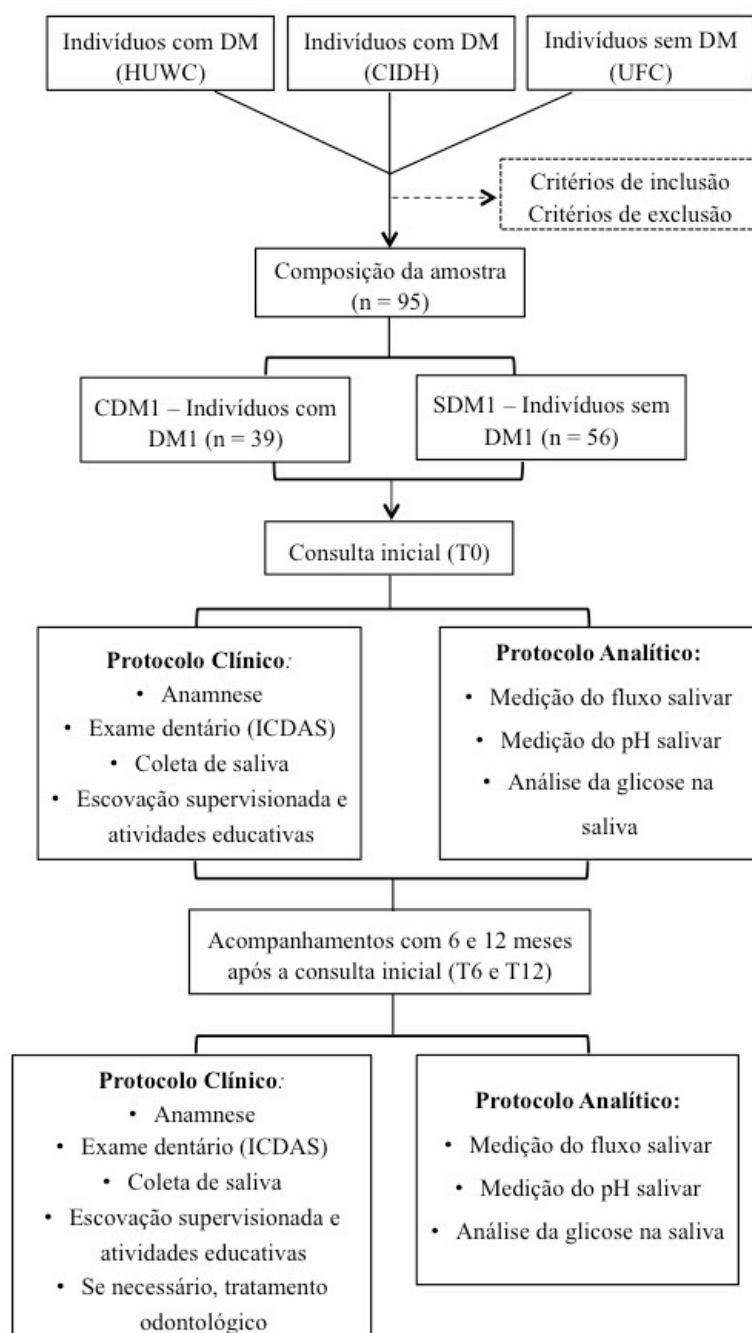 Indivíduos com DM
(HUWC)
Indivíduos com DM
(CIDH)
Indivíduos sem DM
(UFC)
Critérios de inclusão
Critérios de exclusão
Composição da amostra
(n = 95)
CDM1 – Indivíduos com
DM1 (n = 39)
SDM1 – Indivíduos sem
DM1 (n = 56)
Consulta inicial (T0)
Protocolo Clínico:
• Anamnese
• Exame dentário (ICDAS)
• Coleta de saliva
• Escovação supervisionada e
atividades educativas
Protocolo Analítico:
• Medição do fluxo salivar
• Medição do pH salivar
• Análise da glicose na
saliva
Acompanhamentos com 6 e 12 meses
após a consulta inicial (T6 e T12)
Protocolo Clínico:
• Anamnese
• Exame dentário (ICDAS)
• Coleta de saliva
• Escovação supervisionada e
atividades educativas
• Se necessário, tratamento
odontológico
Protocolo Analítico:
• Medição do fluxo salivar
• Medição do pH salivar
• Análise da glicose na saliva